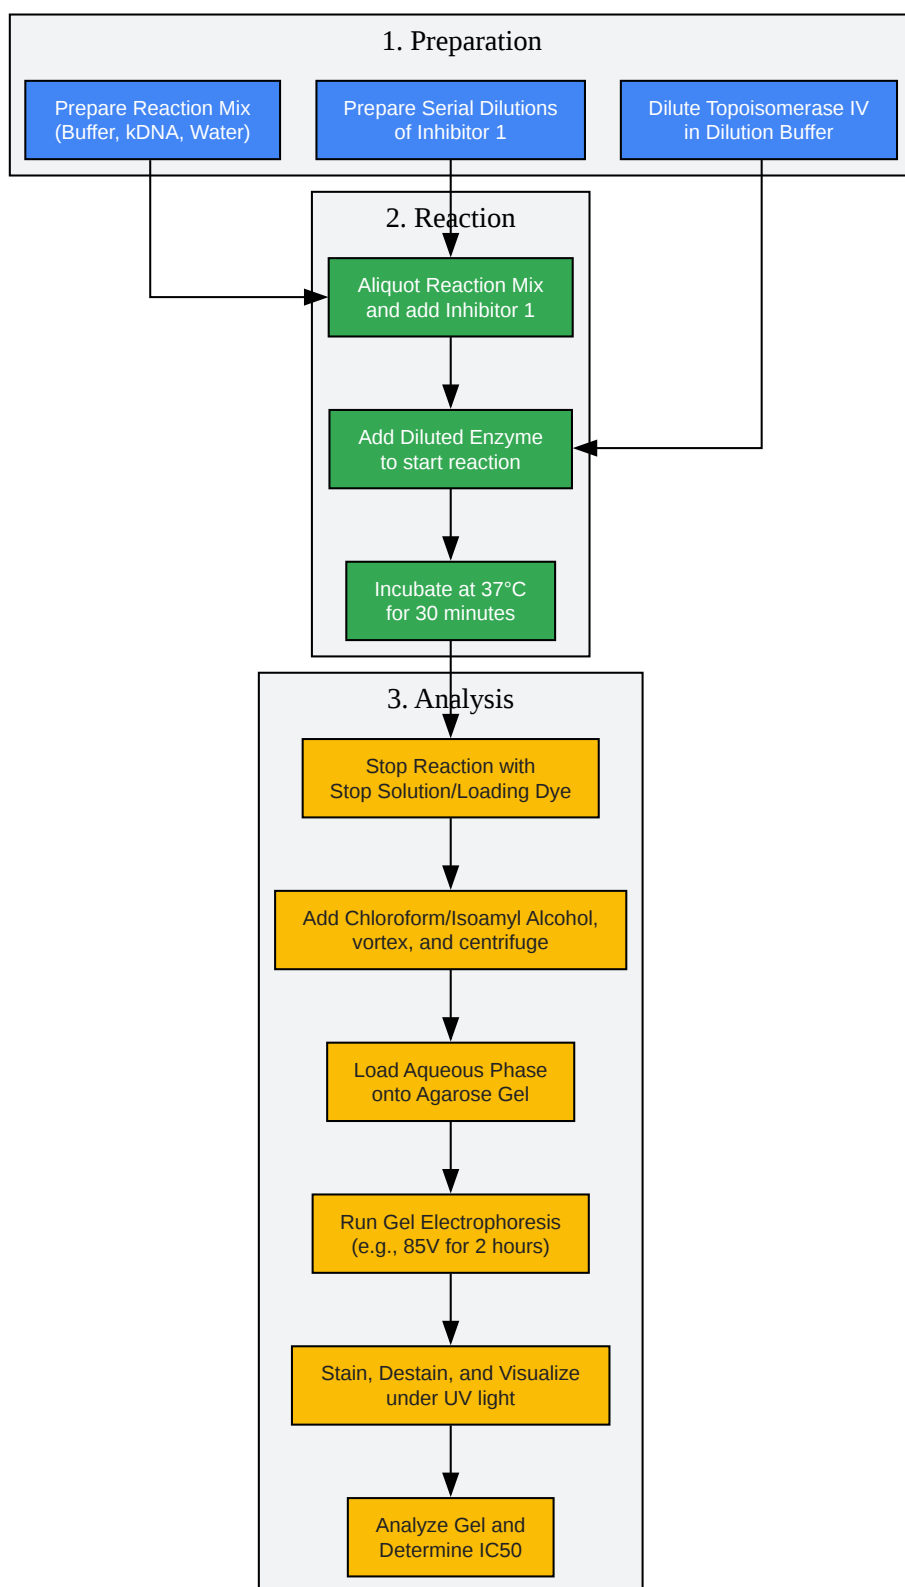 1. Preparation
Prepare Reaction Mix
(Buffer, kDNA, Water)
Prepare Serial Dilutions
of Inhibitor 1
Dilute Topoisomerase IV
in Dilution Buffer
2. Reaction
Aliquot Reaction Mix
and add Inhibitor 1
Add Diluted Enzyme
to start reaction
Incubate at 37°C
for 30 minutes
3. Analysis
Stop Reaction with
Stop Solution/Loading Dye
Add Chloroform/Isoamyl Alcohol,
vortex, and centrifuge
Load Aqueous Phase
onto Agarose Gel
Run Gel Electrophoresis
(e.g., 85V for 2 hours)
Stain, Destain, and Visualize
under UV light
Analyze Gel and
Determine IC50